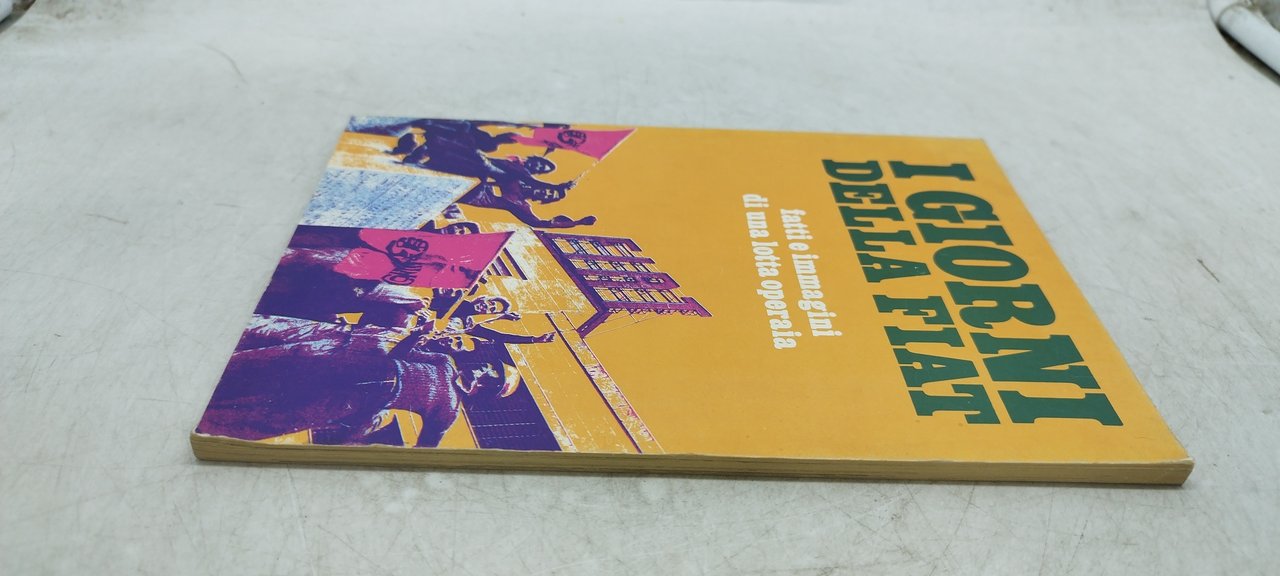 I GIORNI
DELLA FIAT
fatti e immagini
di una lotta operaia